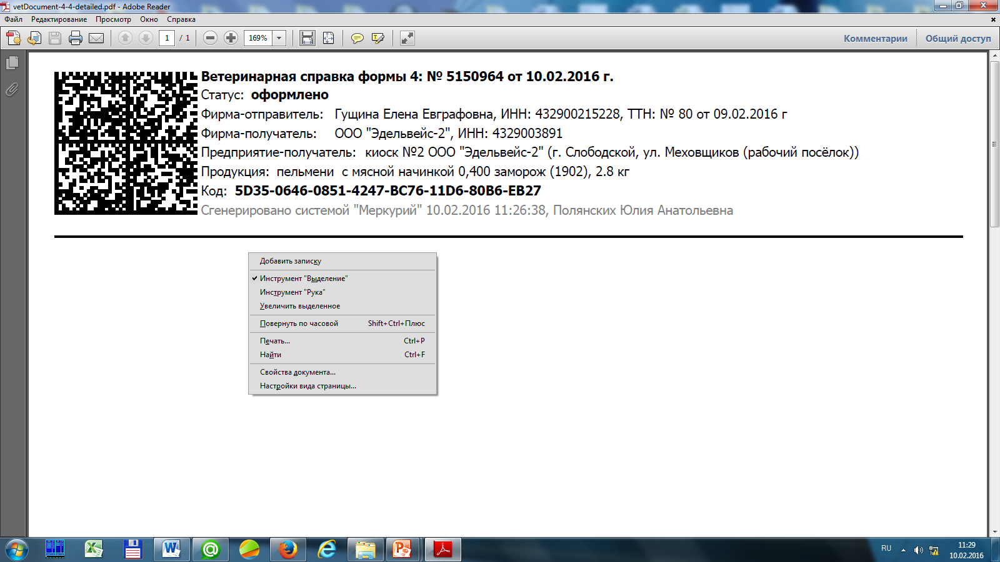 vetDocument-4-4-detailed.pdf - Adobe Reader
Файл Редактирование Просмотр Окно Справка
1 / 1 169% Комментарии Общий доступ
Ветеринарная справка формы 4: № 5150964 от 10.02.2016 г.
Статус: оформлено
Фирма-отправитель: Гущина Елена Евграфовна, ИНН: 432900215228, ТТН: № 80 от 09.02.2016 г
Фирма-получатель: ООО "Эдельвейс-2", ИНН: 4329003891
Предприятие-получатель: киоск №2 ООО "Эдельвейс-2" (г. Слободской, ул. Меховщиков (рабочий посёлок))
Продукция: пельмени с мясной начинкой 0,400 заморож (1902), 2.8 кг
Код: 5D35-0646-0851-4247-BC76-11D6-80B6-EB27
Сгенерировано системой "Меркурий" 10.02.2016 11:26:38, Полянских Юлия Анатольевна
Добавить записку
Инструмент "Выделение"
Инструмент "Рука"
Увеличить выделенное
Повернуть по часовой Shift+Ctrl+Плюс
Печать... Ctrl+P
Найти Ctrl+F
Свойства документа...
Настройки вида страницы...
RU 11:29
10.02.2016